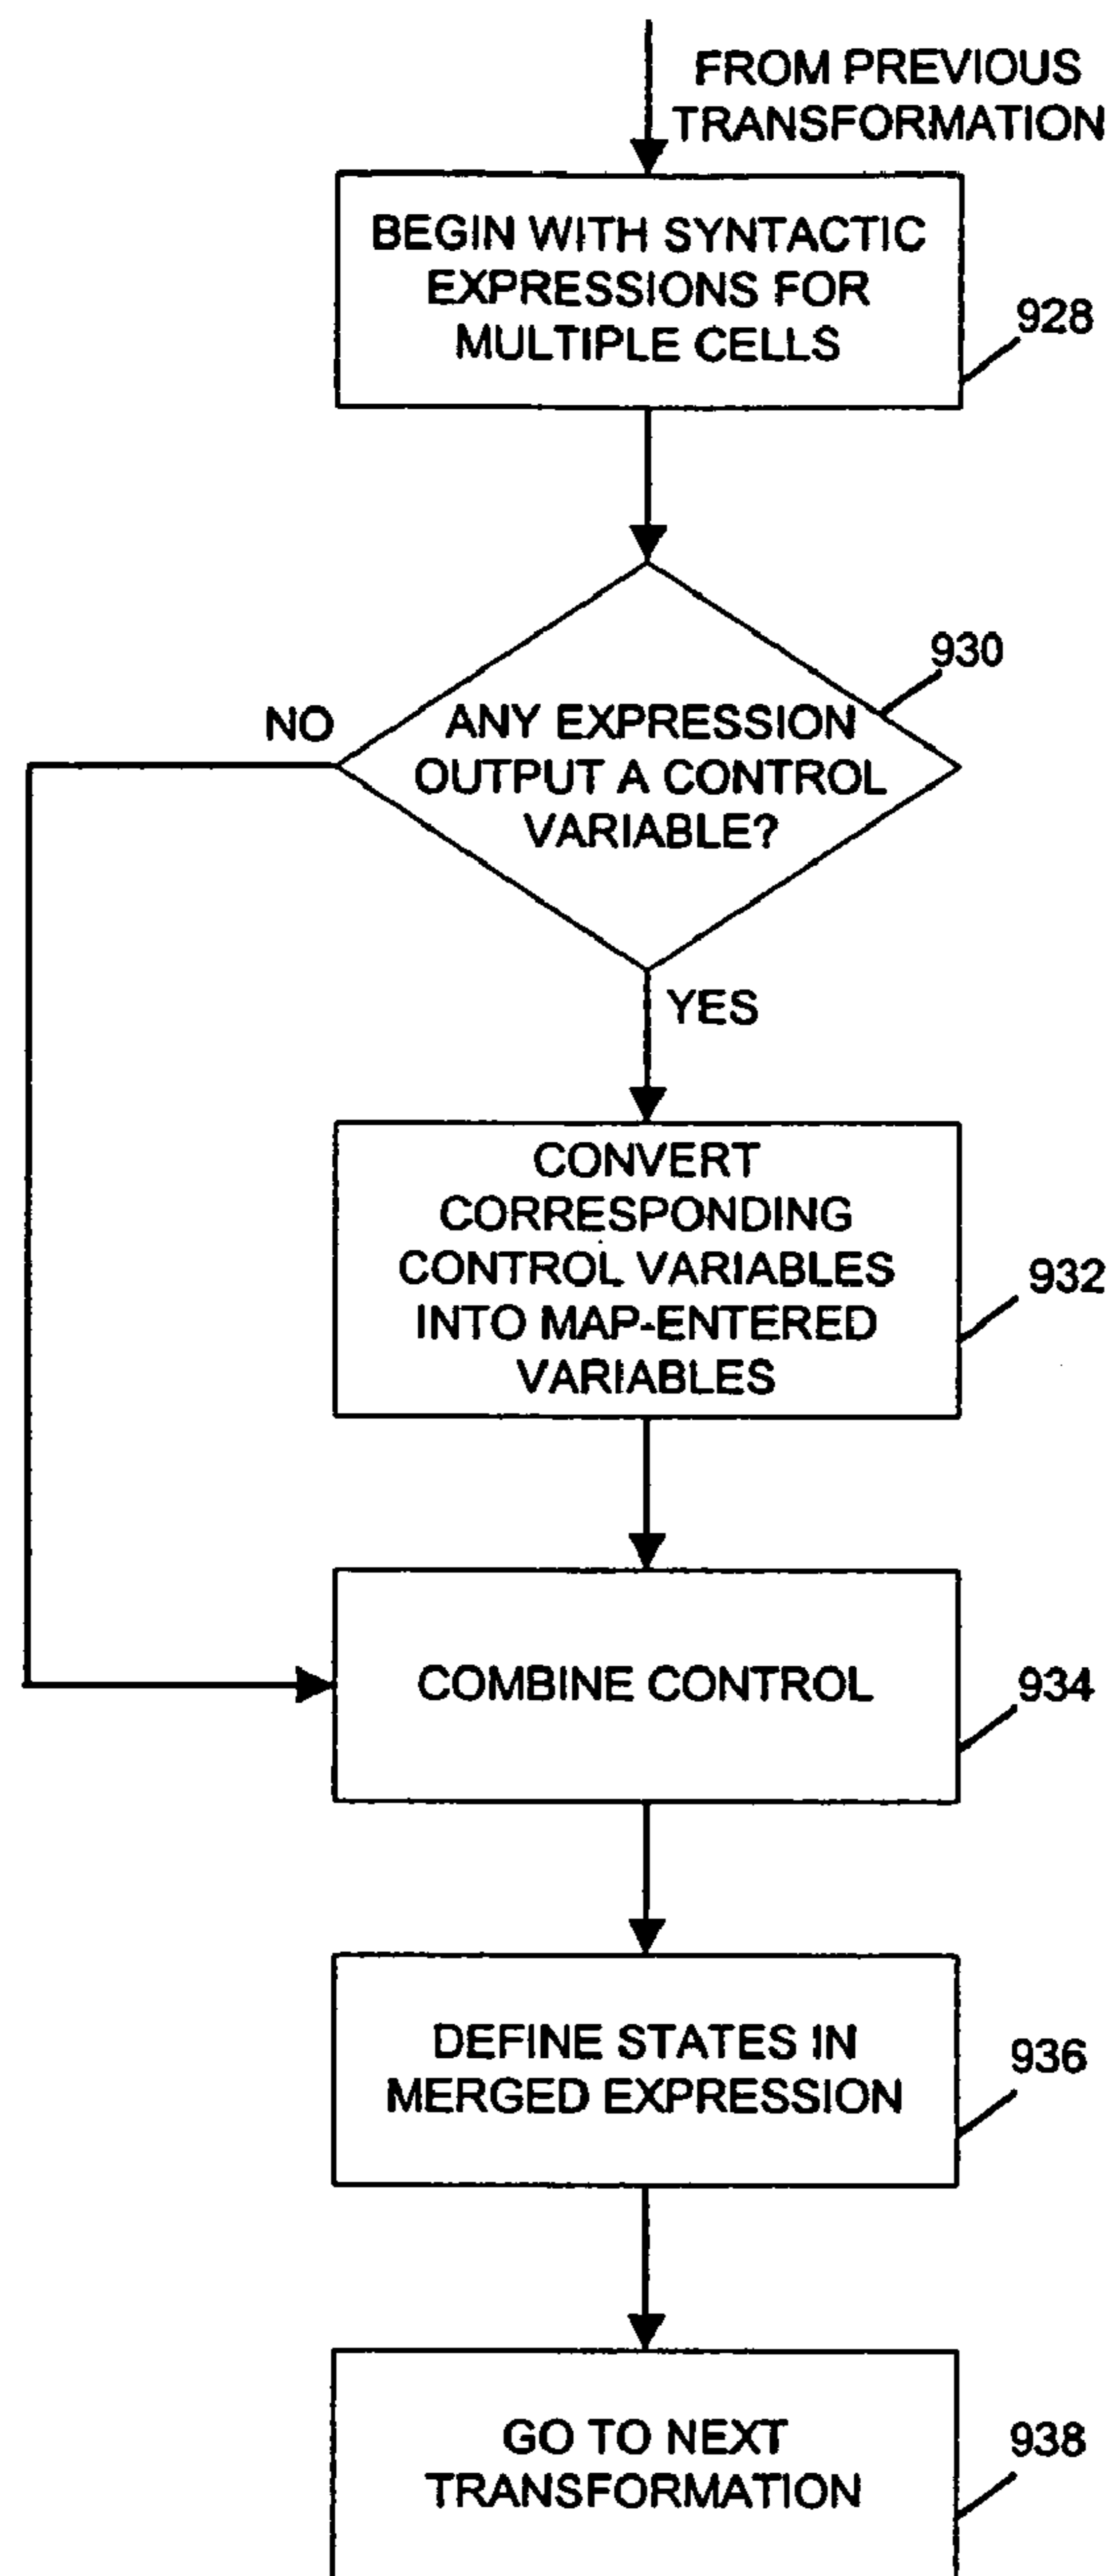 FROM PREVIOUS
TRANSFORMATION
BEGIN WITH SYNTACTIC
EXPRESSIONS FOR
MULTIPLE CELLS
928
930
NO
ANY EXPRESSION
OUTPUT A CONTROL
VARIABLE?
YES
CONVERT
CORRESPONDING
CONTROL VARIABLES
INTO MAP-ENTERED
VARIABLES
932
COMBINE CONTROL
934
DEFINE STATES IN
MERGED EXPRESSION
936
GO TO NEXT
TRANSFORMATION
938